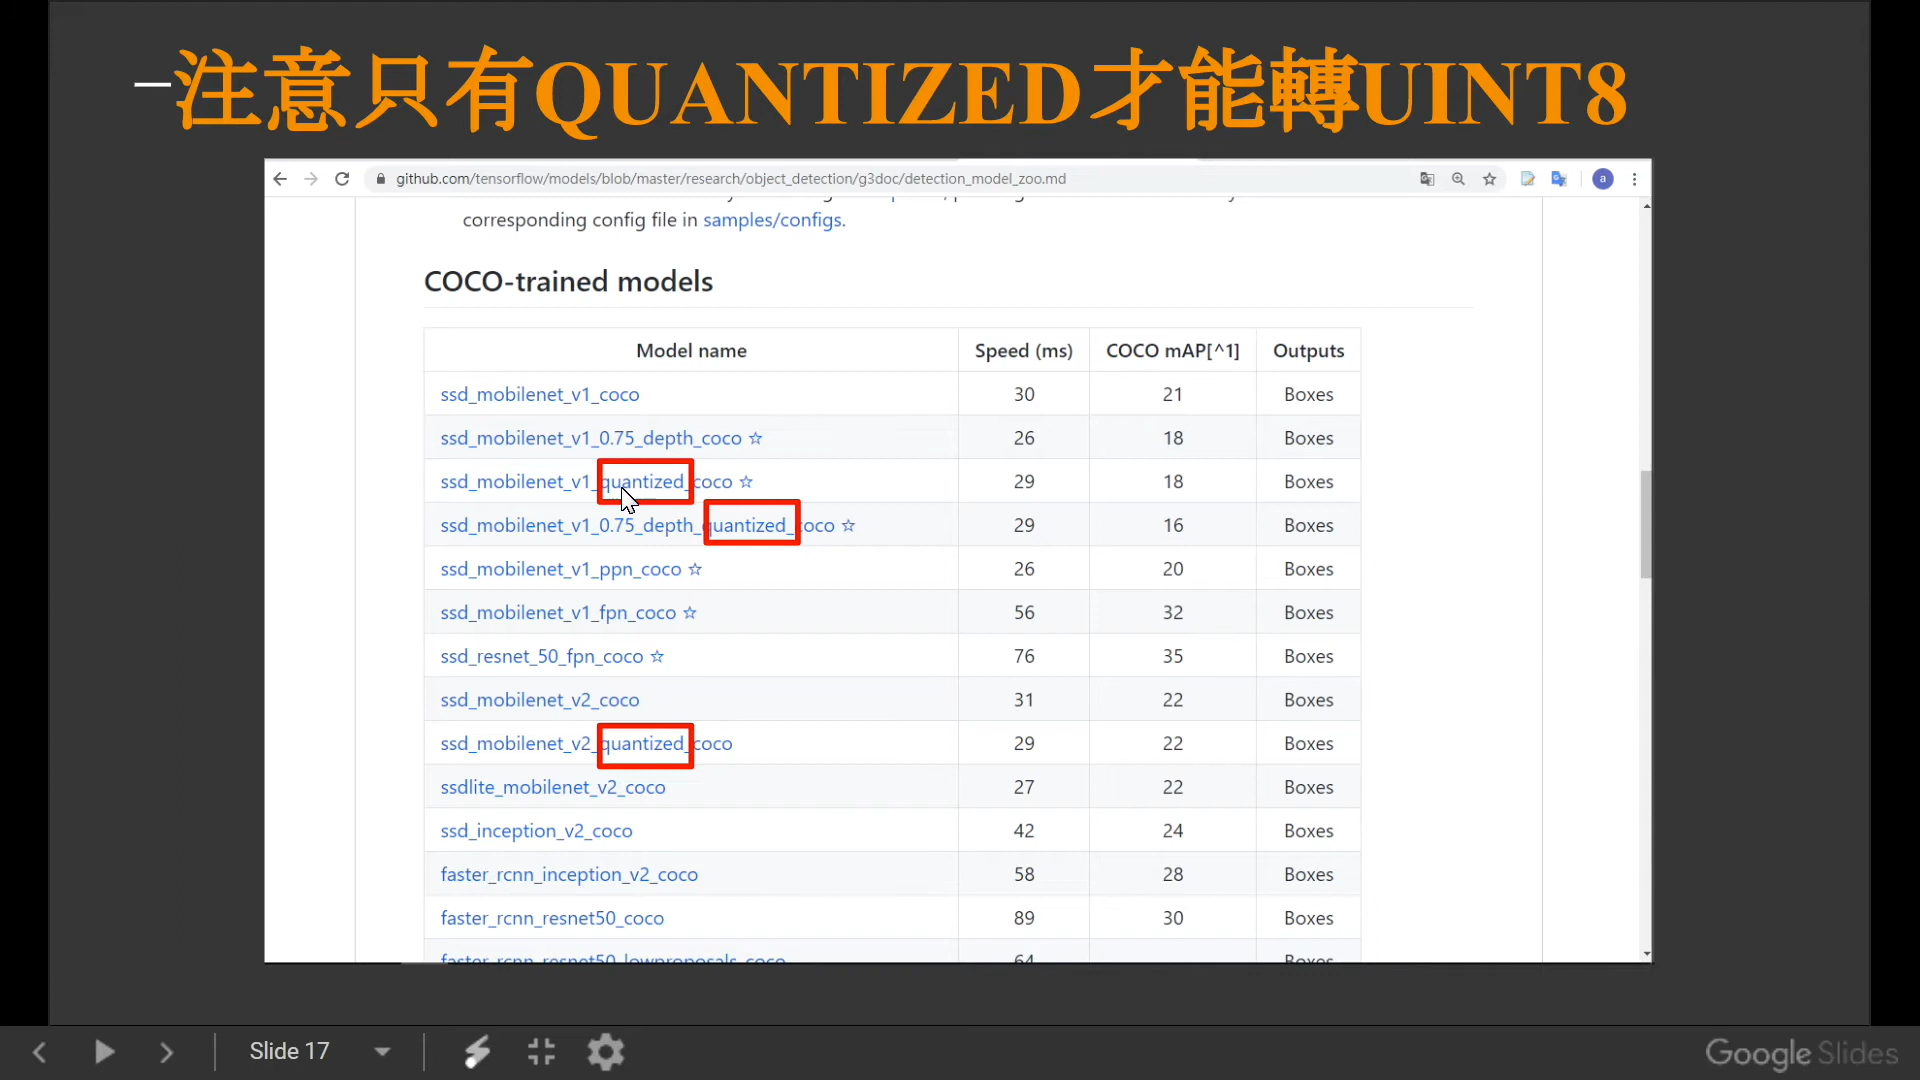 –注意只有QUANTIZED才能轉UINT8
github.com/tensorflow/models/blob/master/research/object_detection/g3doc/detection_model_zoo.md
a
corresponding config file in samples/configs.
COCO-trained models
Model name Speed (ms) COCO mAP[^1] Outputs
ssd_mobilenet_v1_coco 30 21 Boxes
ssd_mobilenet_v1_0.75_depth_coco ☆ 26 18 Boxes
ssd_mobilenet_v1_quantized_coco ☆ 29 18 Boxes
ssd_mobilenet_v1_0.75_depth_quantized_coco ☆ 29 16 Boxes
ssd_mobilenet_v1_ppn_coco ☆ 26 20 Boxes
ssd_mobilenet_v1_fpn_coco ☆ 56 32 Boxes
ssd_resnet_50_fpn_coco ☆ 76 35 Boxes
ssd_mobilenet_v2_coco 31 22 Boxes
ssd_mobilenet_v2_quantized_coco 29 22 Boxes
ssdlite_mobilenet_v2_coco 27 22 Boxes
ssd_inception_v2_coco 42 24 Boxes
faster_rcnn_inception_v2_coco 58 28 Boxes
faster_rcnn_resnet50_coco 89 30 Boxes
faster_rcnn_resnet50_lowproposals_coco 64 Boxes
Slide 17
Google Slides